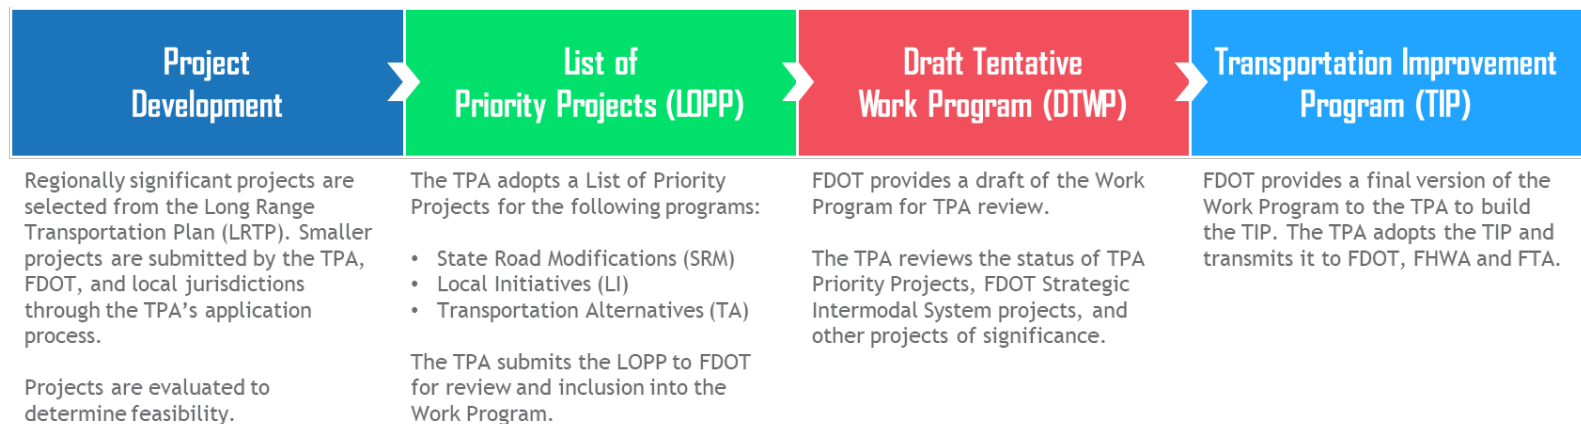 Project
Development
List of
Priority Projects (LOPP)
Draft Tentative
Work Program (DTWP)
Transportation Improvement
Program (TIP)
Regionally significant projects are
selected from the Long Range
Transportation Plan (LRTP). Smaller
projects are submitted by the TPA,
FDOT, and local jurisdictions
through the TPA’s application
process.
Projects are evaluated to
determine feasibility.
The TPA adopts a List of Priority
Projects for the following programs:
• State Road Modifications (SRM)
• Local Initiatives (LI)
• Transportation Alternatives (TA)
The TPA submits the LOPP to FDOT
for review and inclusion into the
Work Program.
FDOT provides a draft of the Work
Program for TPA review.
The TPA reviews the status of TPA
Priority Projects, FDOT Strategic
Intermodal System projects, and
other projects of significance.
FDOT provides a final version of the
Work Program to the TPA to build
the TIP. The TPA adopts the TIP and
transmits it to FDOT, FHWA and FTA.